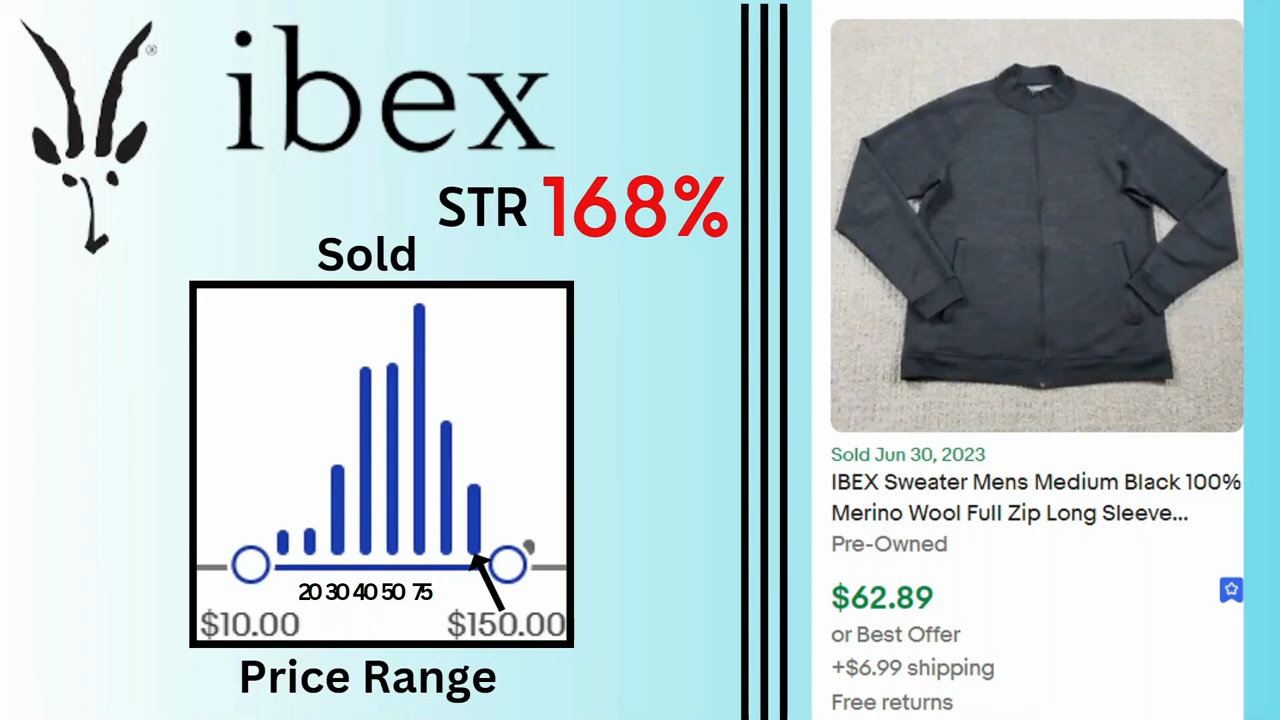 ®
ibex
STR 168%
Sold
20 30 40 50 75
$10.00 $150.00
Price Range
Sold Jun 30, 2023
IBEX Sweater Mens Medium Black 100%
Merino Wool Full Zip Long Sleeve...
Pre-Owned
$62.89
or Best Offer
+$6.99 shipping
Free returns